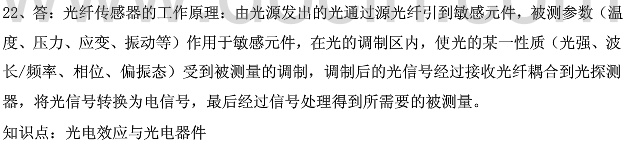 22、答：光纤传感器的工作原理：由光源发出的光通过源光纤引到敏感元件，被测参数（温
度、压力、应变、振动等）作用于敏感元件，在光的调制区内，使光的某一性质（光强、波
长/频率、相位、偏振态）受到被测量的调制，调制后的光信号经过接收光纤耦合到光探测
器，将光信号转换为电信号，最后经过信号处理得到所需要的被测量。
知识点：光电效应与光电器件